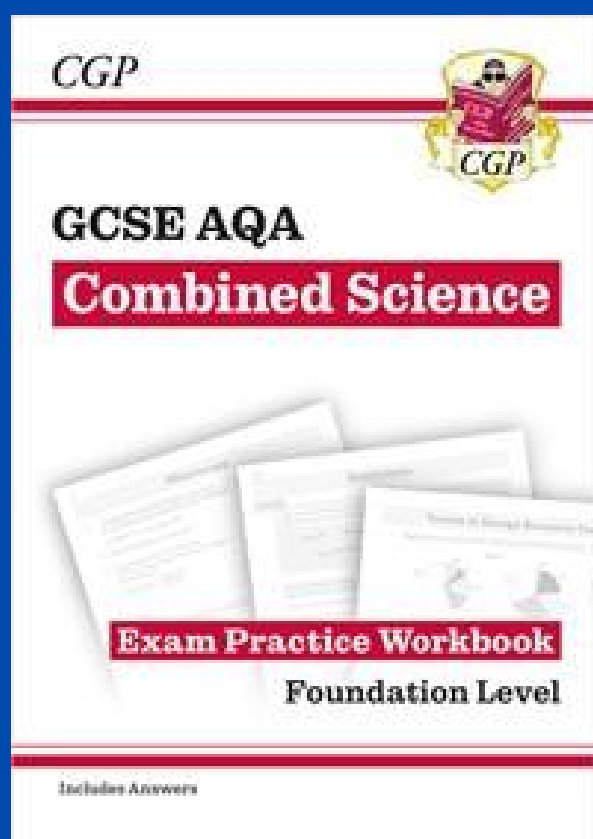 CGP
CGP
GCSE AQA
Combined Science
Exam Practice Workbook
Foundation Level
Includes Answers